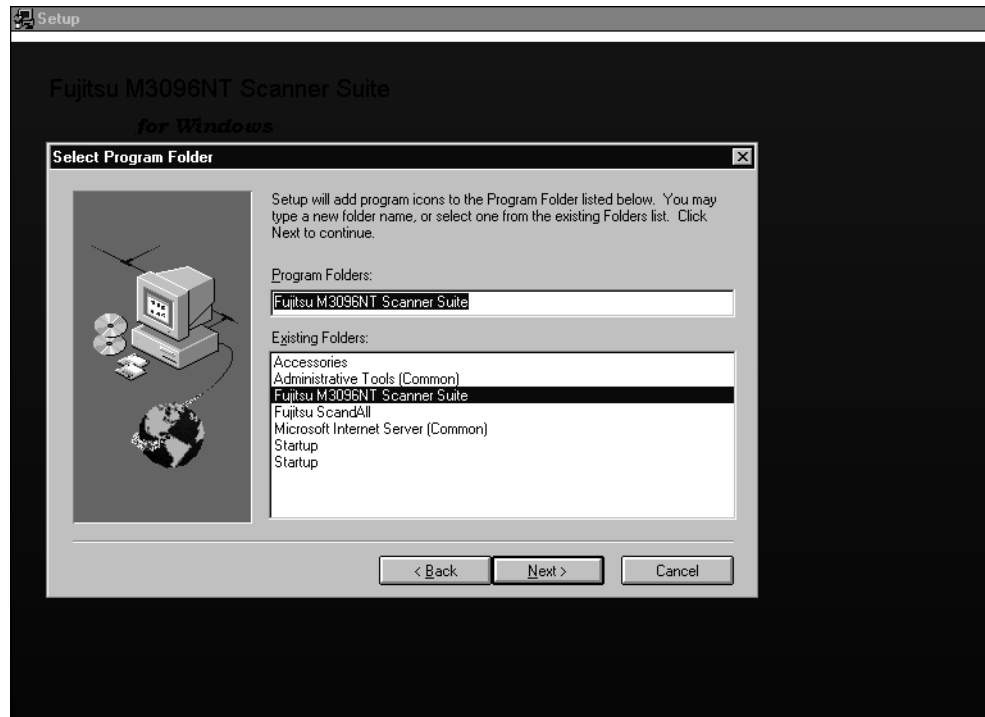 Setup
Fujitsu M3096NT Scanner Suite
for Windows
Select Program Folder
Setup will add program icons to the Program Folder listed below. You may
type a new folder name, or select one from the existing Folders list. Click
Next to continue.
Program Folders:
Fujitsu M3096NT Scanner Suite
Existing Folders:
Accessories
Administrative Tools (Common)
Fujitsu M3096NT Scanner Suite
Fujitsu ScandAll
Microsoft Internet Server (Common)
Startup
Startup
< Back Next > Cancel